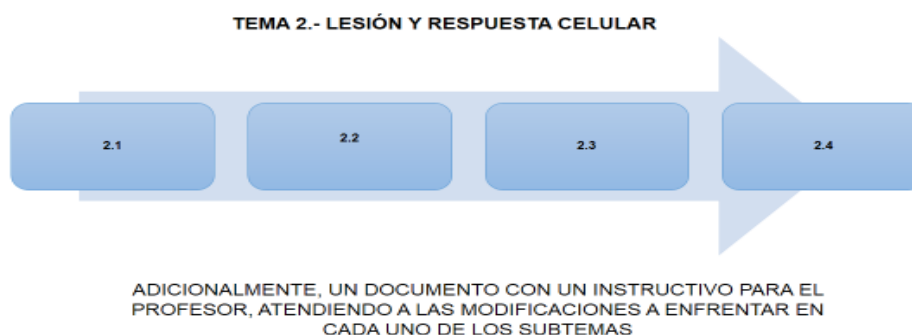 TEMA 2.- LESIÓN Y RESPUESTA CELULAR
2.1
2.2
2.3
2.4
ADICIONALMENTE, UN DOCUMENTO CON UN INSTRUCTIVO PARA EL
PROFESOR, ATENDIENDO A LAS MODIFICACIONES A ENFRENTAR EN
CADA UNO DE LOS SUBTEMAS